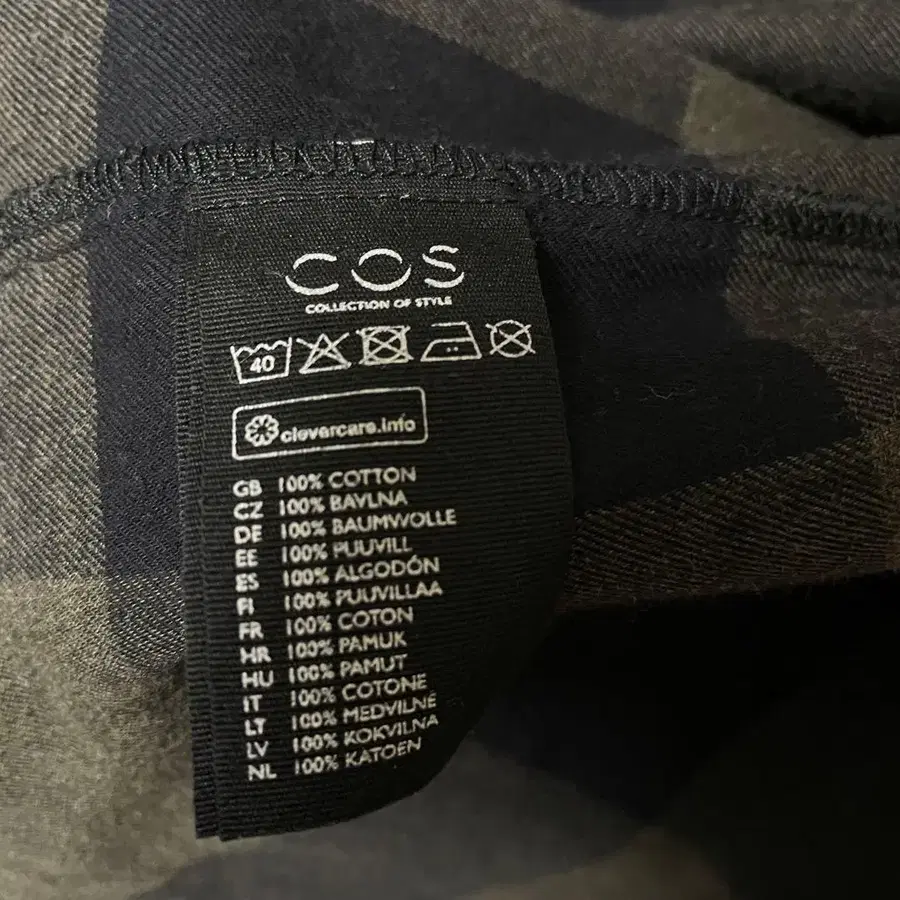 COS
COLLECTION OF STYLE
40
clevercare.info
GB 100% COTTON
CZ 100% BAVLNA
DE 100% BAUMWOLLE
EE 100% PUUVILL
ES 100% ALGODÓN
FI 100% PUUVILLAA
FR 100% COTON
HR 100% PAMUK
HU 100% PAMUT
IT 100% COTONE
LT 100% MEDVILNĖ
LV 100% KOKVILNA
NL 100% KATOEN